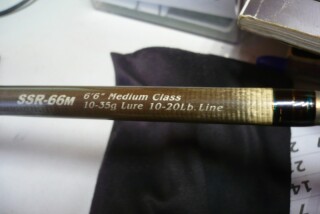 SSR-66M
6'6" Medium Class
10-35g Lure 10-20Lb. Line